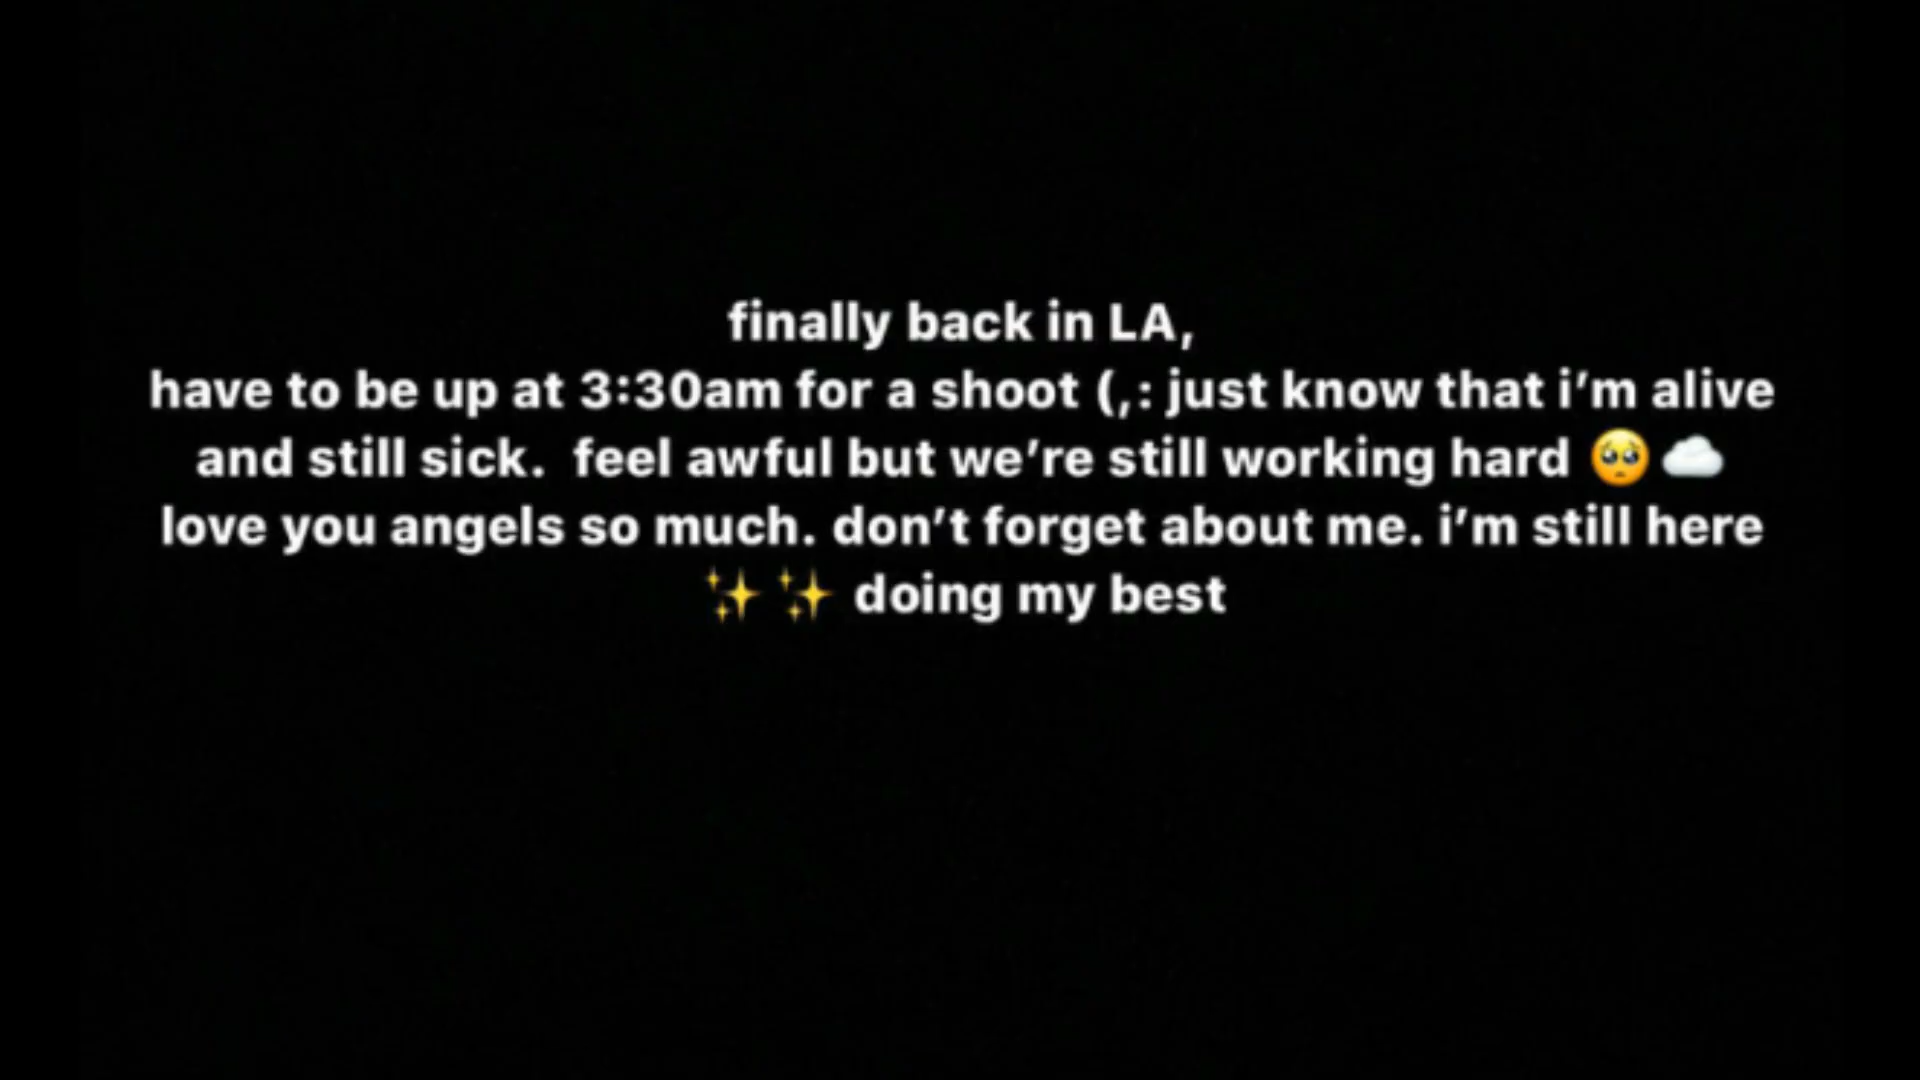 finally back in LA,
have to be up at 3:30am for a shoot (,: just know that i’m alive
and still sick.  feel awful but we’re still working hard 🥺☁️
love you angels so much. don’t forget about me. i’m still here
✨✨ doing my best